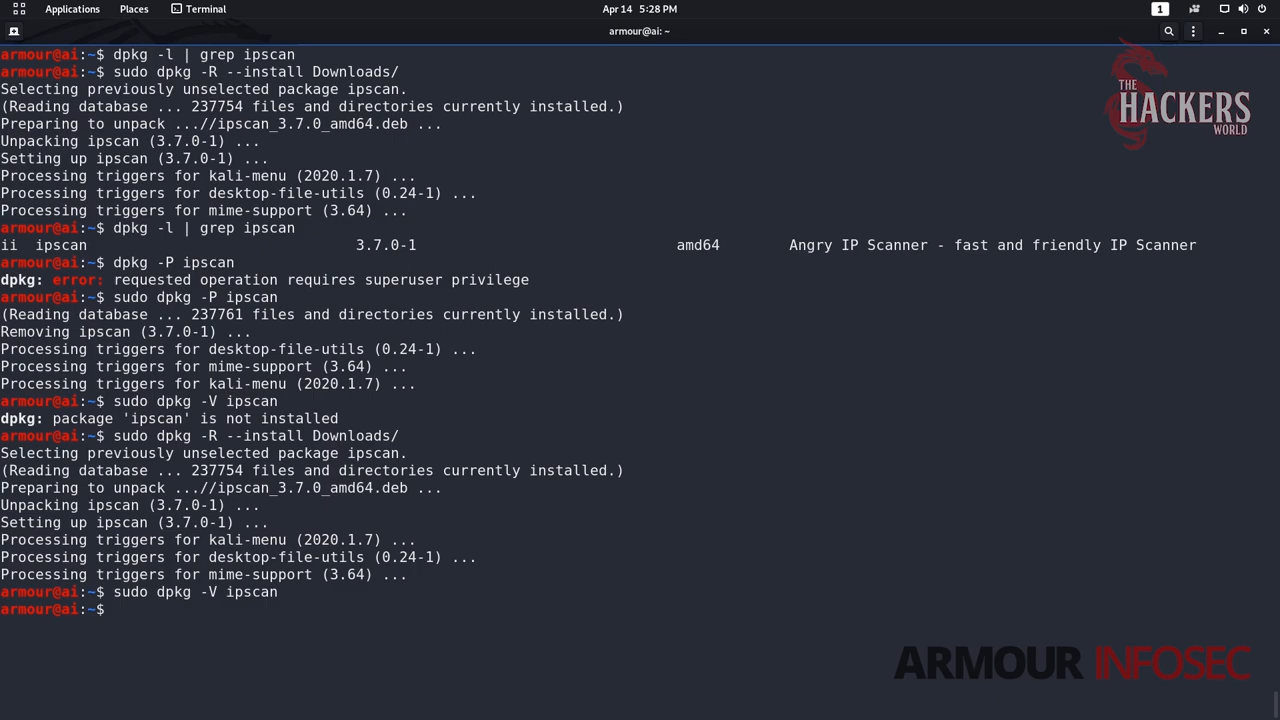 Applications Places Terminal Apr 14 5:28 PM 1
armour@ai: ~
armour@ai:~$ dpkg -l | grep ipscan
armour@ai:~$ sudo dpkg -R --install Downloads/
Selecting previously unselected package ipscan.
(Reading database ... 237754 files and directories currently installed.)
Preparing to unpack ...//ipscan_3.7.0_amd64.deb ...
Unpacking ipscan (3.7.0-1) ...
Setting up ipscan (3.7.0-1) ...
Processing triggers for kali-menu (2020.1.7) ...
Processing triggers for desktop-file-utils (0.24-1) ...
Processing triggers for mime-support (3.64) ...
armour@ai:~$ dpkg -l | grep ipscan
ii  ipscan                               3.7.0-1                              amd64        Angry IP Scanner - fast and friendly IP Scanner
armour@ai:~$ dpkg -P ipscan
dpkg: error: requested operation requires superuser privilege
armour@ai:~$ sudo dpkg -P ipscan
(Reading database ... 237761 files and directories currently installed.)
Removing ipscan (3.7.0-1) ...
Processing triggers for desktop-file-utils (0.24-1) ...
Processing triggers for mime-support (3.64) ...
Processing triggers for kali-menu (2020.1.7) ...
armour@ai:~$ sudo dpkg -V ipscan
dpkg: package 'ipscan' is not installed
armour@ai:~$ sudo dpkg -R --install Downloads/
Selecting previously unselected package ipscan.
(Reading database ... 237754 files and directories currently installed.)
Preparing to unpack ...//ipscan_3.7.0_amd64.deb ...
Unpacking ipscan (3.7.0-1) ...
Setting up ipscan (3.7.0-1) ...
Processing triggers for kali-menu (2020.1.7) ...
Processing triggers for desktop-file-utils (0.24-1) ...
Processing triggers for mime-support (3.64) ...
armour@ai:~$ sudo dpkg -V ipscan
armour@ai:~$
THE
HACKERS
WORLD
ARMOUR INFOSEC